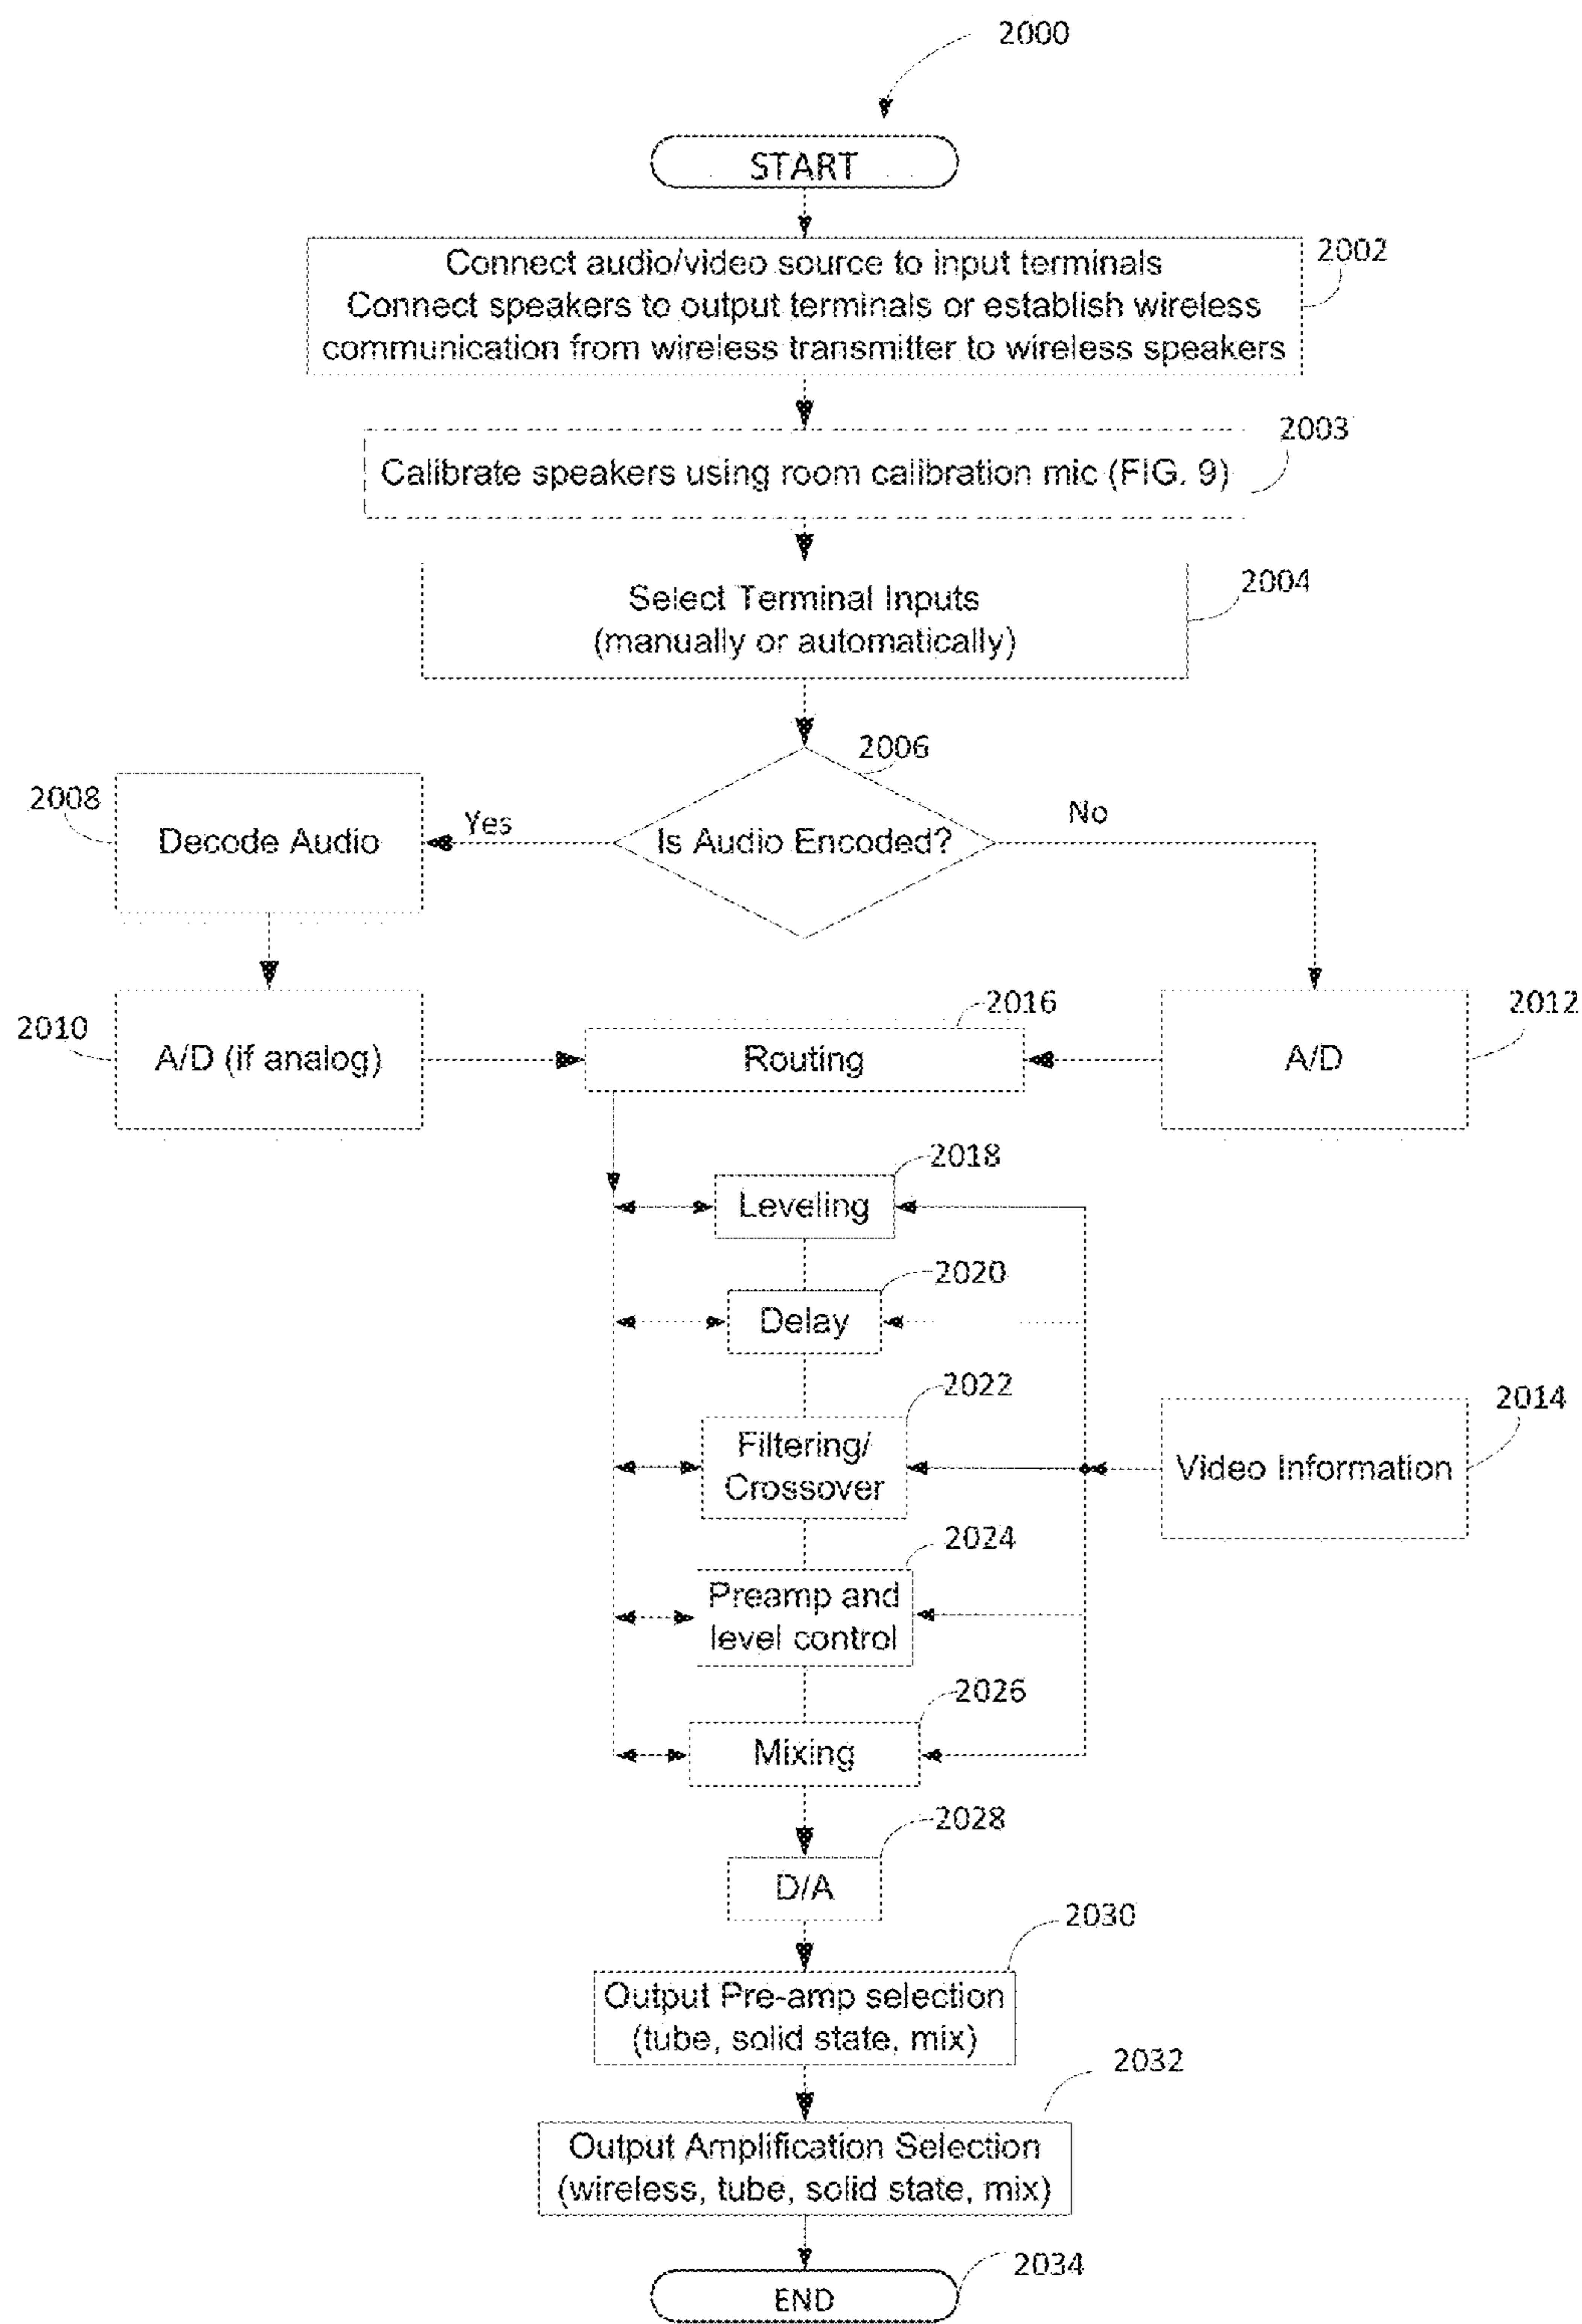 2000
START
Connect audio/video source to input terminals
Connect speakers to output terminals or establish wireless
communication from wireless transmitter to wireless speakers
2002
Calibrate speakers using room calibration mic (FIG. 9)
2003
Select Terminal Inputs
(manually or automatically)
2004
2006
Is Audio Encoded?
Yes
No
2008
Decode Audio
2010
A/D (if analog)
2016
Routing
2012
A/D
2018
Leveling
2020
Delay
2022
Filtering/
Crossover
2014
Video Information
2024
Preamp and
level control
2026
Mixing
2028
D/A
2030
Output Pre-amp selection
(tube, solid state, mix)
2032
Output Amplification Selection
(wireless, tube, solid state, mix)
2034
END